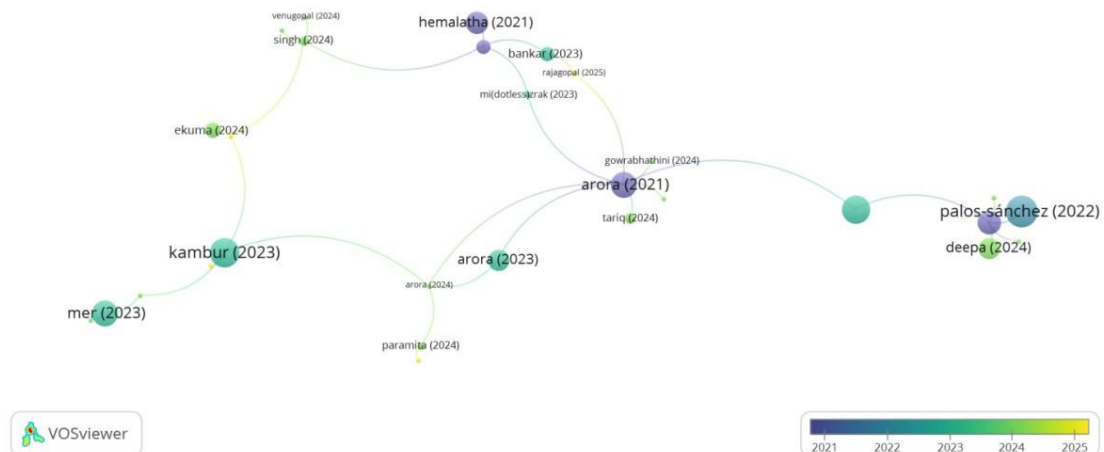 venugopal (2024)
hemalatha (2021)
singh (2024)
bankar (2023)
rajagopal (2025)
mi(dotless)zrak (2023)
ekuma (2024)
gowrabhathini (2024)
arora (2021)
palos-sánchez (2022)
tariq (2024)
deepa (2024)
kambur (2023)
arora (2023)
arora (2024)
mer (2023)
paramita (2024)
VOSviewer
2021 2022 2023 2024 2025